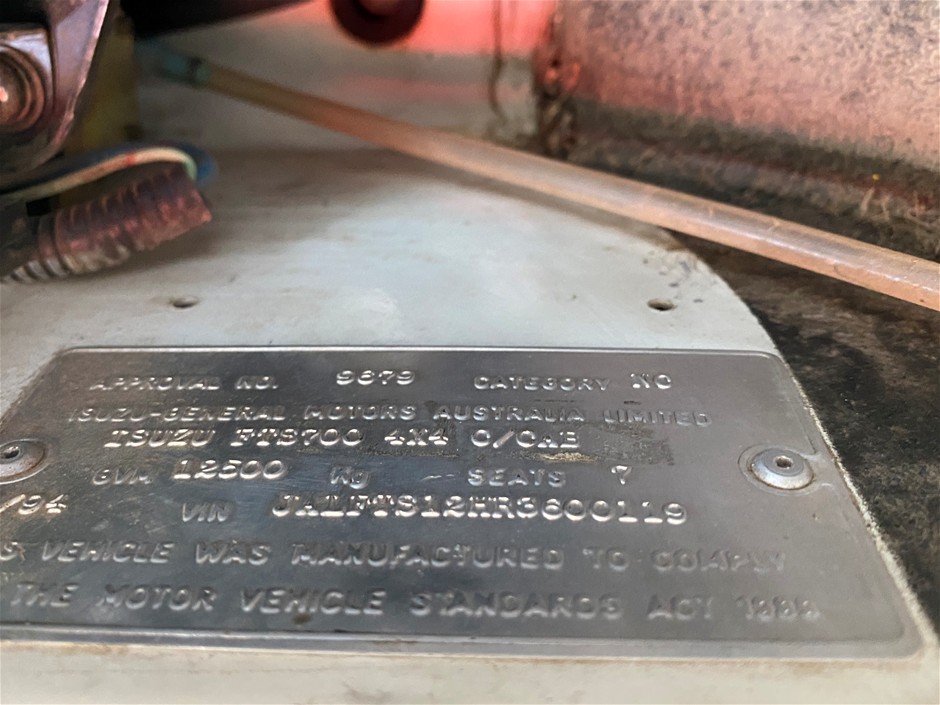 APPROVAL NO. 9679 CATEGORY NC
ISUZU-GENERAL MOTORS AUSTRALIA LIMITED
ISUZU FTS700 4X4 C/CAB
GVM 12500 Kg SEATS 7
/94 VIN JALFTS12HR3600119
S VEHICLE WAS MANUFACTURED TO COMPLY
THE MOTOR VEHICLE STANDARDS ACT 1989